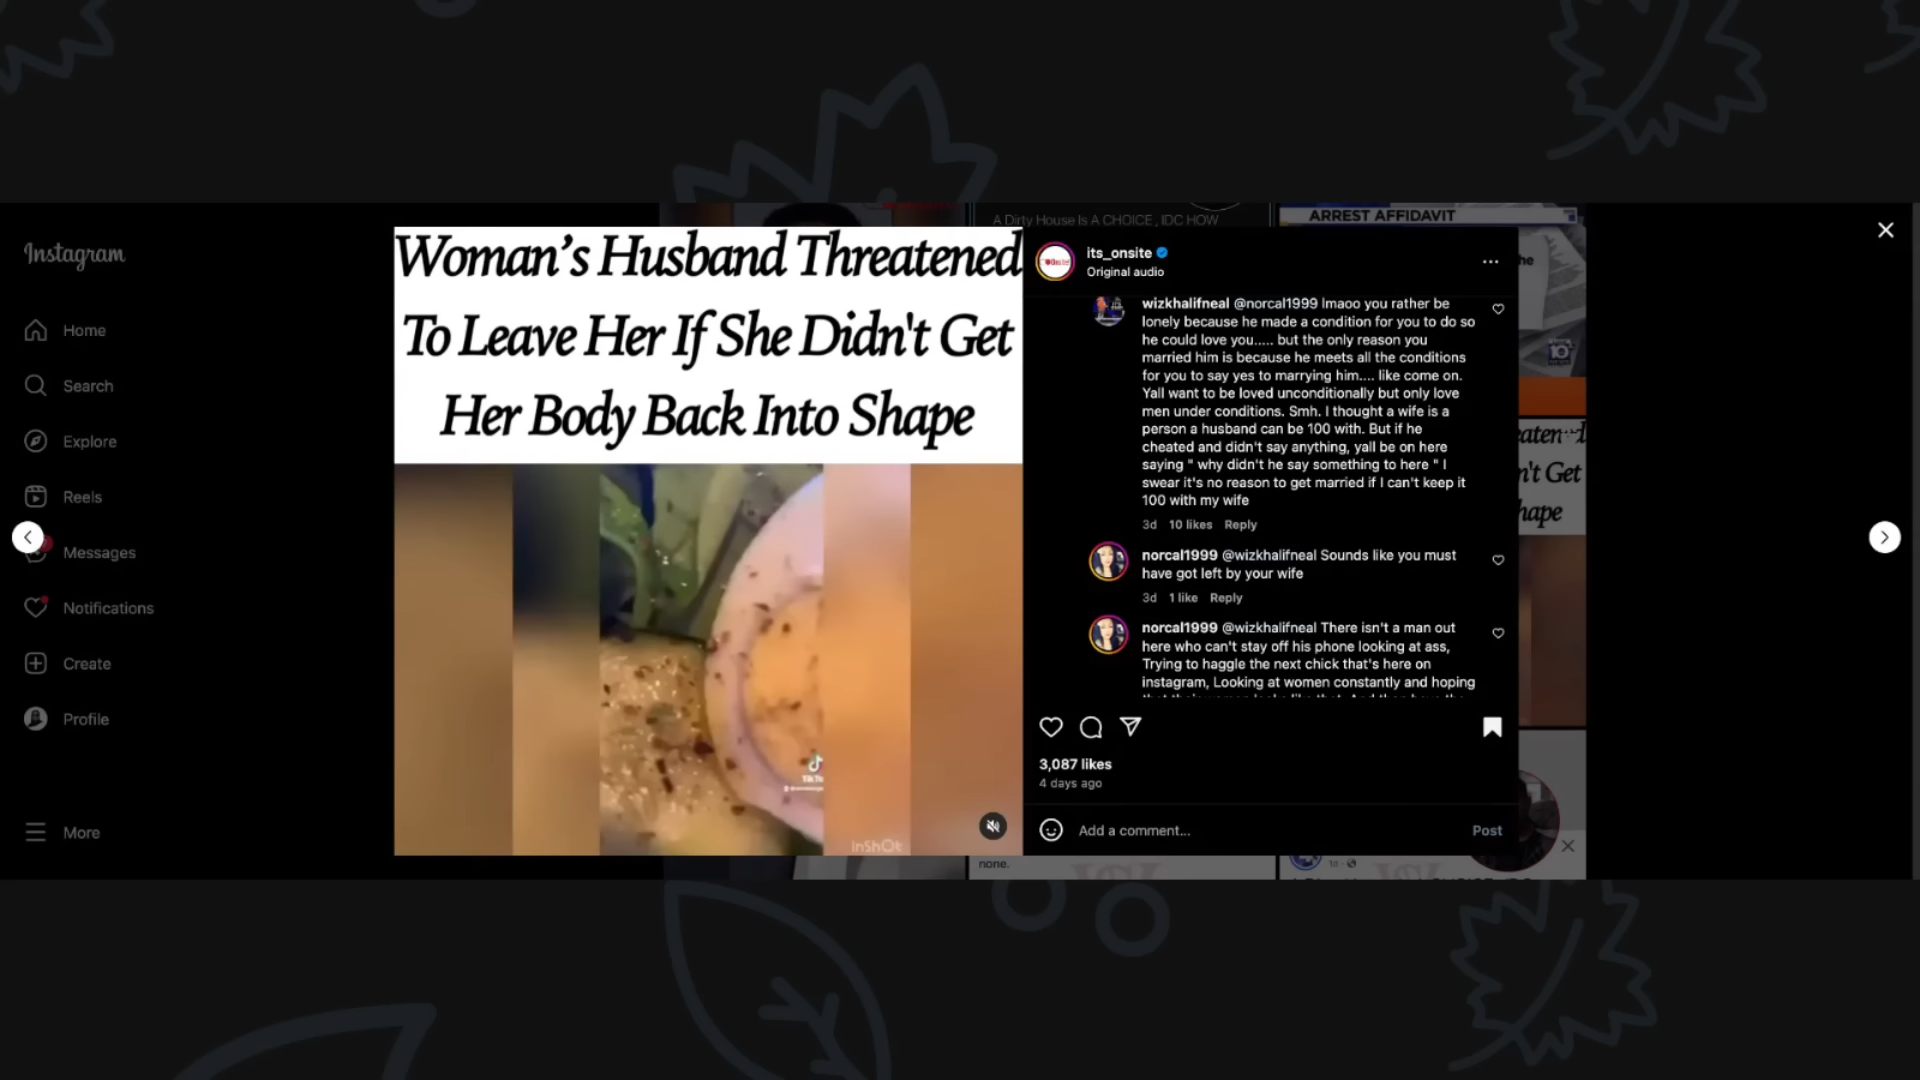 A Dirty House Is A CHOICE , IDC HOW
ARREST AFFIDAVIT
Instagram
Home
Search
Explore
Reels
Messages
Notifications
Create
Profile
More
Woman's Husband Threatened
To Leave Her If She Didn't Get
Her Body Back Into Shape
TikTo
InShOt
its_onsite
Original audio
wizkhalifneal @norcal1999 lmaoo you rather be
lonely because he made a condition for you to do so
he could love you..... but the only reason you
married him is because he meets all the conditions
for you to say yes to marrying him.... like come on.
Yall want to be loved unconditionally but only love
men under conditions. Smh. I thought a wife is a
person a husband can be 100 with. But if he
cheated and didn't say anything, yall be on here
saying " why didn't he say something to here " I
swear it's no reason to get married if I can't keep it
100 with my wife
3d 10 likes Reply
norcal1999 @wizkhalifneal Sounds like you must
have got left by your wife
3d 1 like Reply
norcal1999 @wizkhalifneal There isn't a man out
here who can't stay off his phone looking at ass,
Trying to haggle the next chick that's here on
instagram, Looking at women constantly and hoping
3,087 likes
4 days ago
Add a comment...
Post
he
10
n't Get
hape
none.